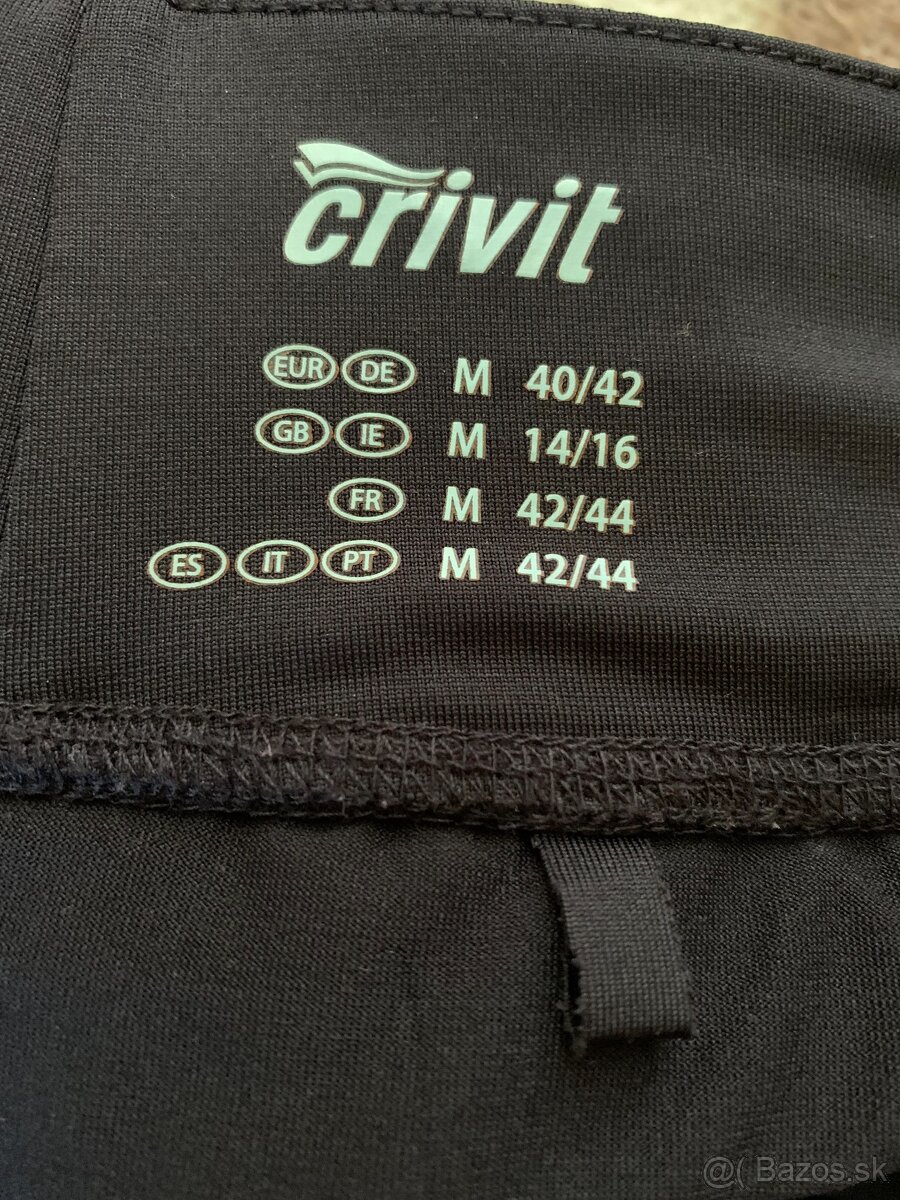 crivit
EUR DE M 40/42
GB IE M 14/16
FR M 42/44
ES IT PT M 42/44
@( Bazos.sk